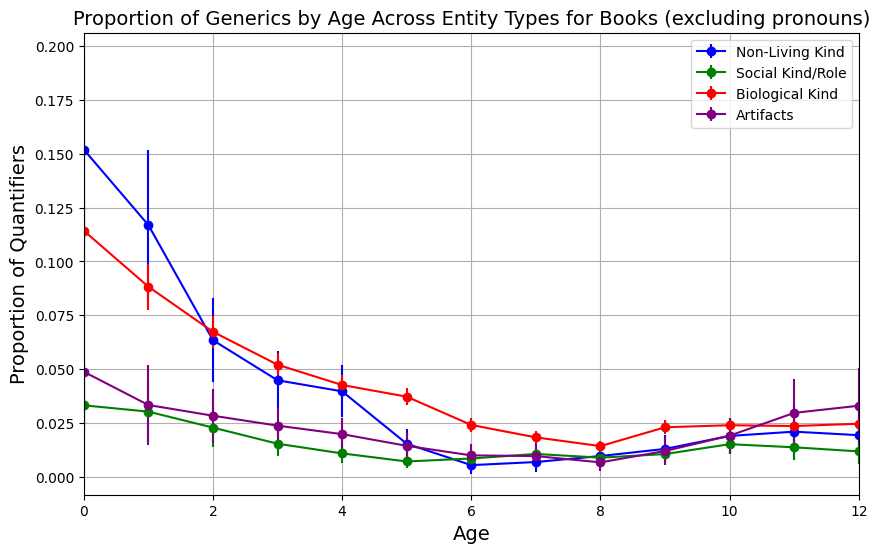 Proportion of Generics by Age Across Entity Types for Books (excluding pronouns)
Non-Living Kind
Social Kind/Role
Biological Kind
Artifacts
Proportion of Quantifiers
0.200
0.175
0.150
0.125
0.100
0.075
0.050
0.025
0.000
0 2 4 6 8 10 12
Age